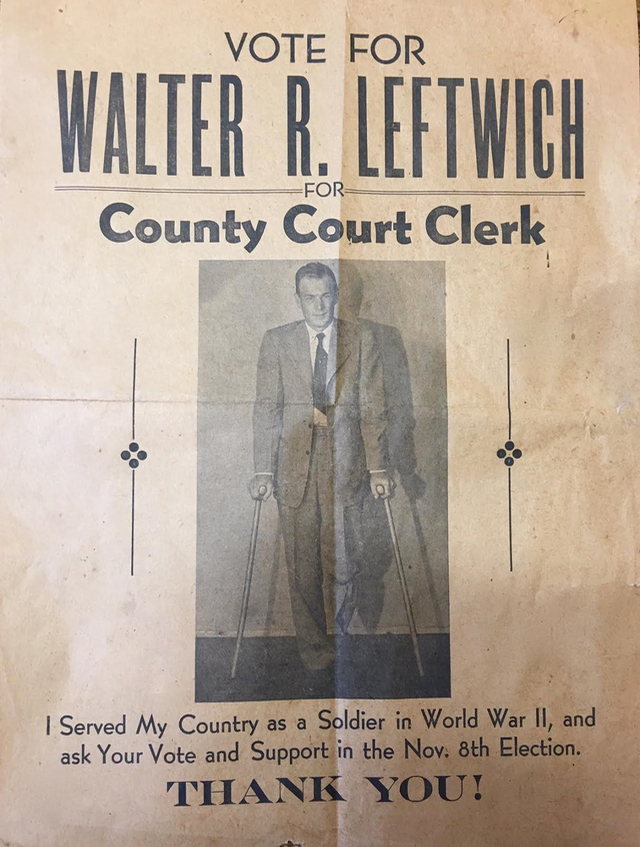 VOTE FOR
WALTER R. LEFTWICH
FOR
County Court Clerk
I Served My Country as a Soldier in World War II, and
ask Your Vote and Support in the Nov. 8th Election.
THANK YOU!